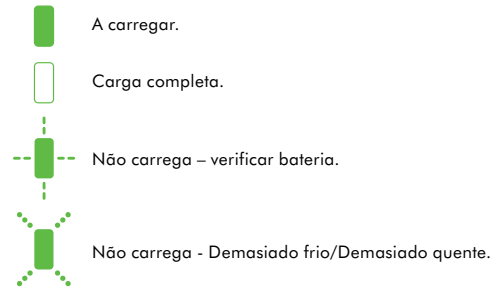 A carregar.
Carga completa.
Não carrega – verificar bateria.
Não carrega - Demasiado frio/Demasiado quente.